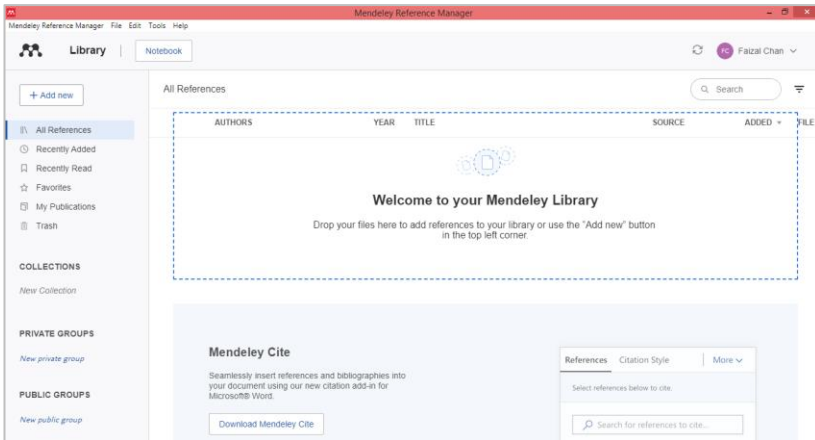 Mendeley Reference Manager
Mendeley Reference Manager File Edit Tools Help
Library
Notebook
FC
Faizal Chan
+ Add new
All References
Search
All References
Recently Added
Recently Read
Favorites
My Publications
Trash
COLLECTIONS
New Collection
PRIVATE GROUPS
New private group
PUBLIC GROUPS
New public group
AUTHORS YEAR TITLE SOURCE ADDED FILE
Welcome to your Mendeley Library
Drop your files here to add references to your library or use the "Add new" button
in the top left corner.
Mendeley Cite
Seamlessly insert references and bibliographies into
your document using our new citation add-in for
Microsoft® Word.
Download Mendeley Cite
References Citation Style More
Select references below to cite.
Search for references to cite...